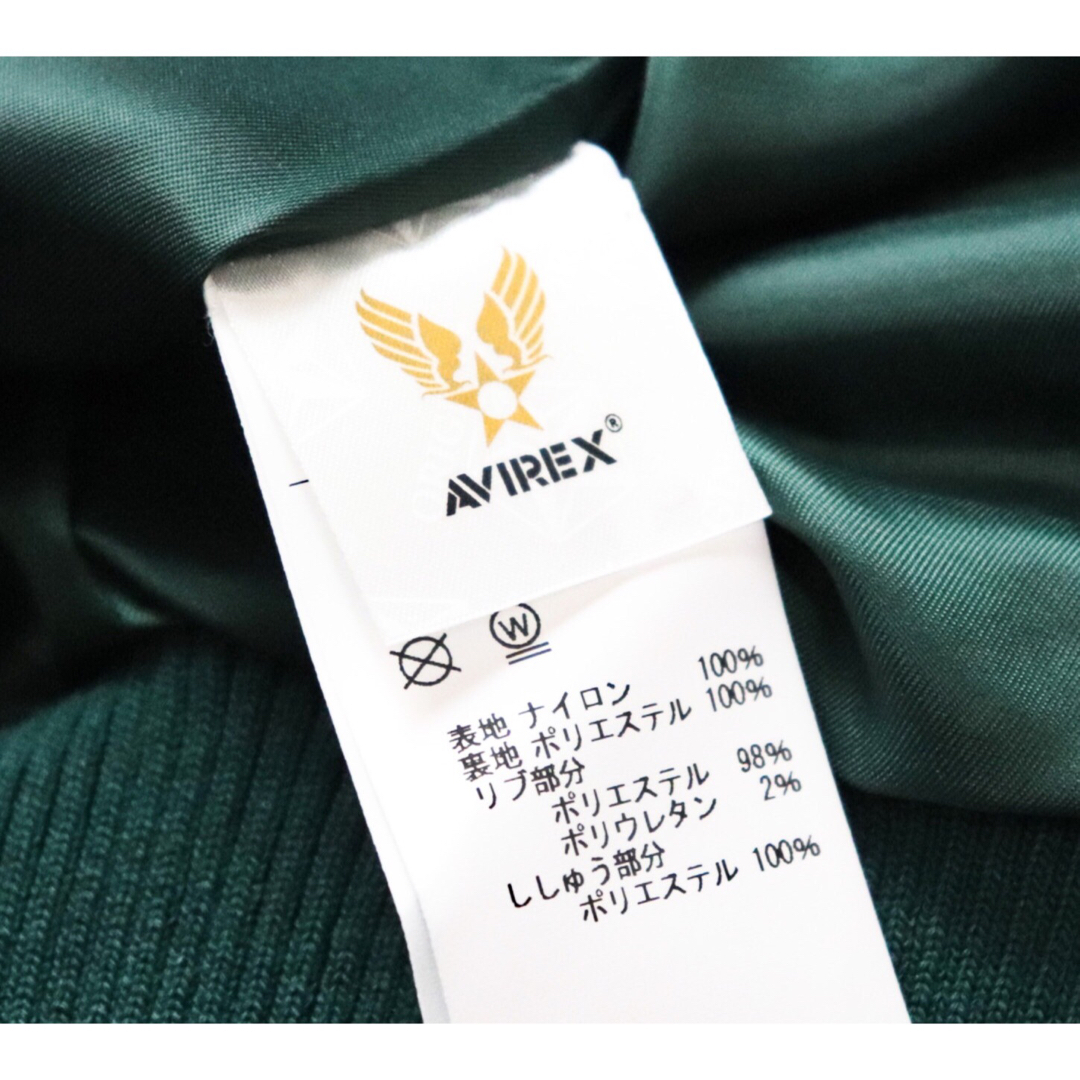 AVIREX®
W
表地 ナイロン 100%
裏地 ポリエステル 100%
リブ部分
ポリエステル 98%
ポリウレタン 2%
ししゅう部分
ポリエステル 100%